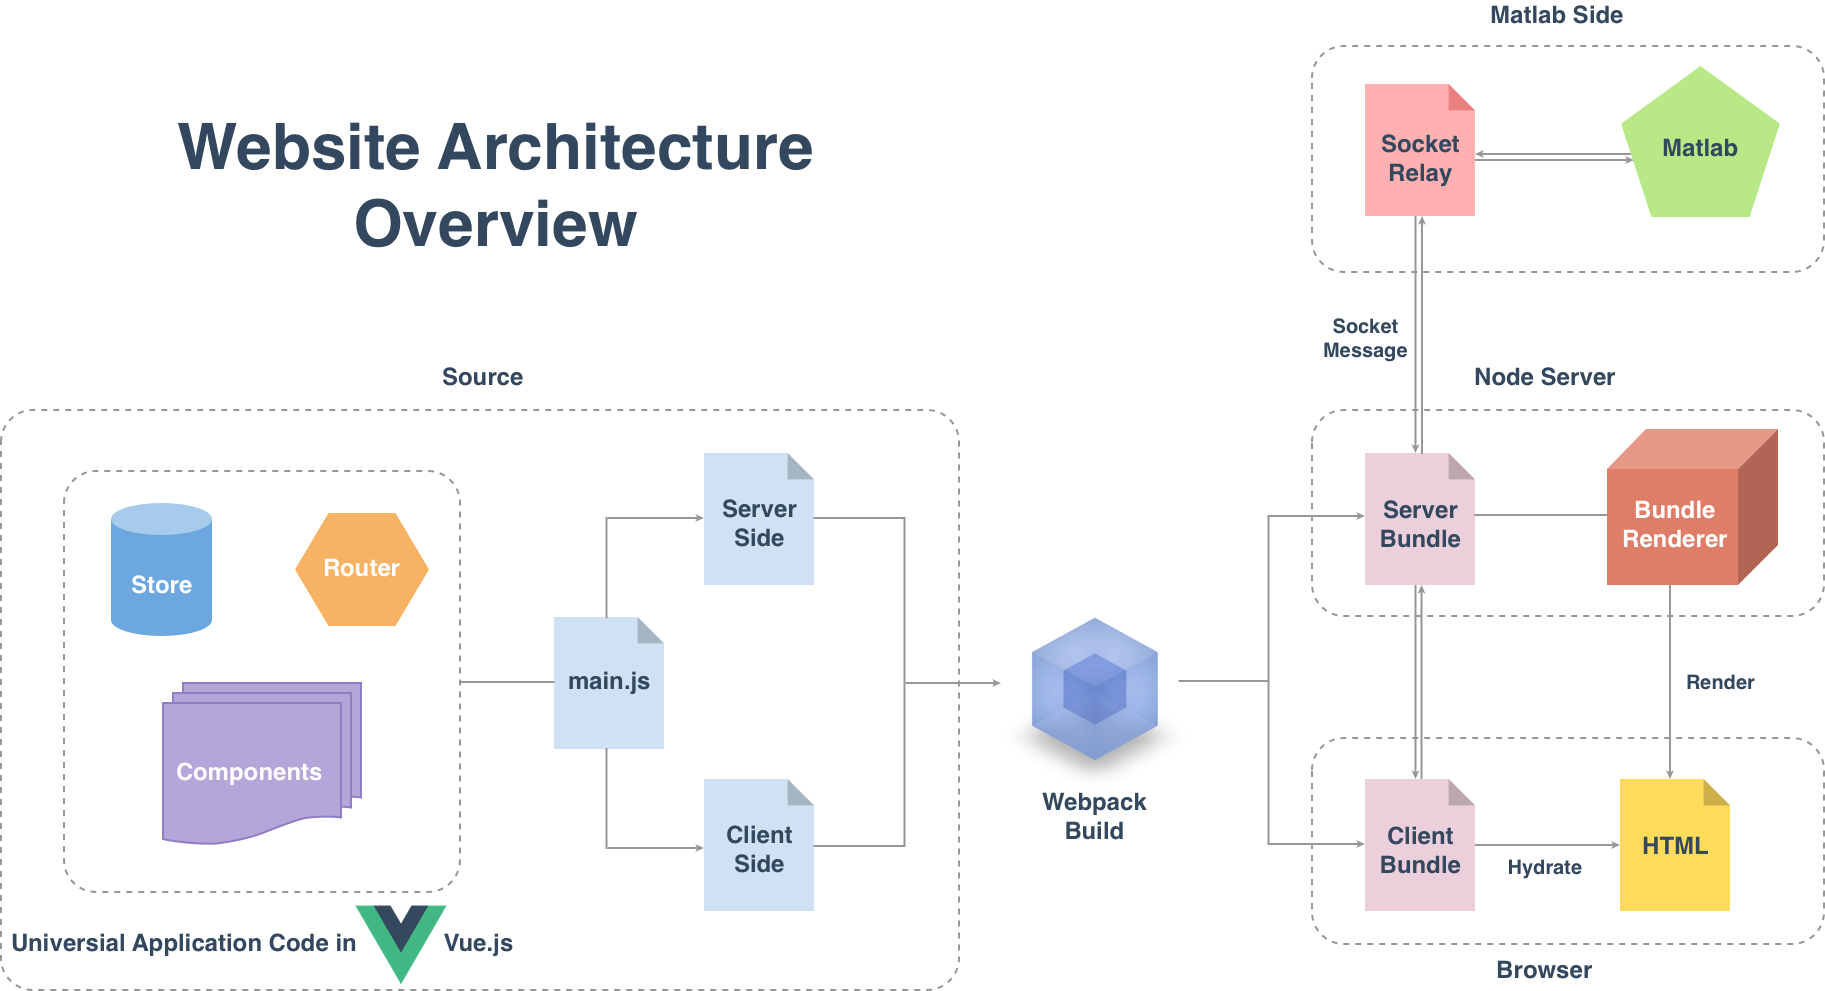 Website Architecture
Overview
Matlab Side
Socket
Relay
Matlab
Socket
Message
Source
Node Server
Store
Router
Components
main.js
Server
Side
Client
Side
Universial Application Code in
Vue.js
Webpack
Build
Server
Bundle
Bundle
Renderer
Render
Client
Bundle
Hydrate
HTML
Browser